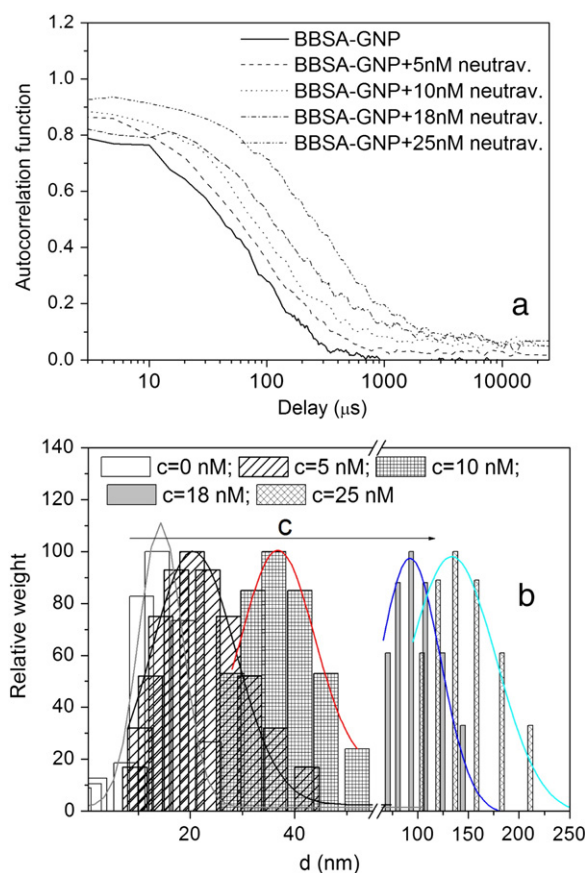 1.2
1.0
0.8
0.6
0.4
0.2
0.0
Autocorrelation function
BBSA-GNP
BBSA-GNP+5nM neutrav.
BBSA-GNP+10nM neutrav.
BBSA-GNP+18nM neutrav.
BBSA-GNP+25nM neutrav.
a
10 100 1000 10000
Delay (μs)
140
120
100
80
60
40
20
0
Relative weight
c=0 nM; c=5 nM; c=10 nM;
c=18 nM; c=25 nM
c
b
20 40 100 150 200 250
d (nm)